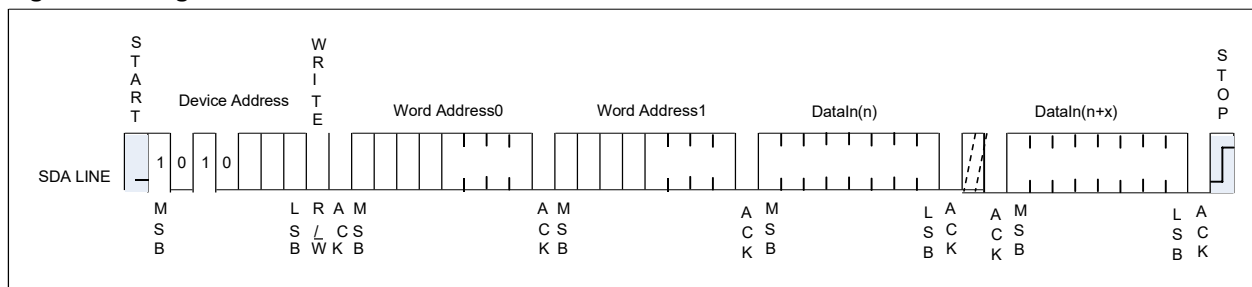 START
WRITE
STOP
Device Address
Word Address0
Word Address1
DataIn(n)
DataIn(n+x)
SDA LINE
1 0 1 0
MSB
LSB
R/W
ACK
MSB
ACK
MSB
ACK
MSB
LSB
ACK
ACK
MSB
LSB
ACK